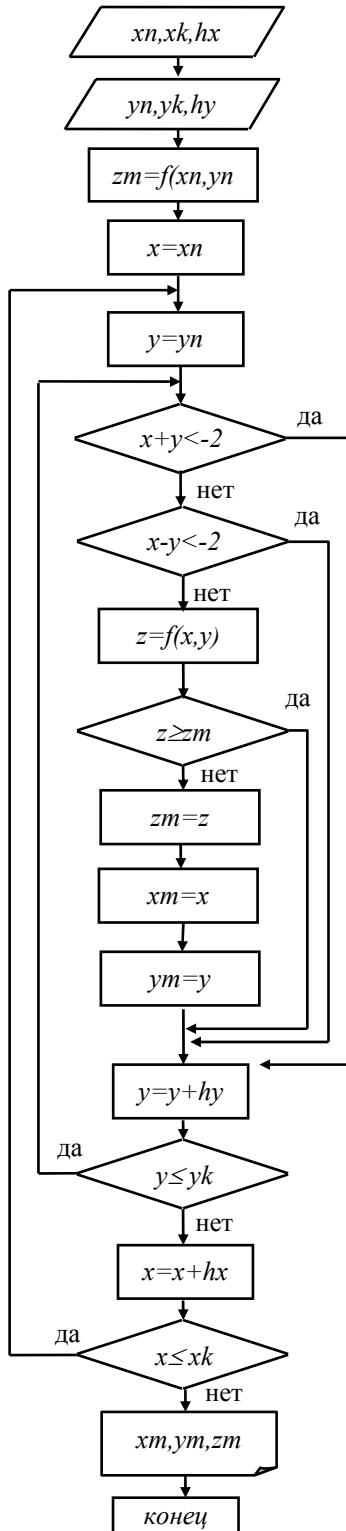 xn,xk,hx
yn,yk,hy
zm=f(xn,yn
x=xn
y=yn
да
x+y<-2
нет
да
x-y<-2
нет
z=f(x,y)
да
z≥zm
нет
zm=z
xm=x
ym=y
y=y+hy
да
y≤yk
нет
x=x+hx
да
x≤xk
нет
xm,ym,zm
конец